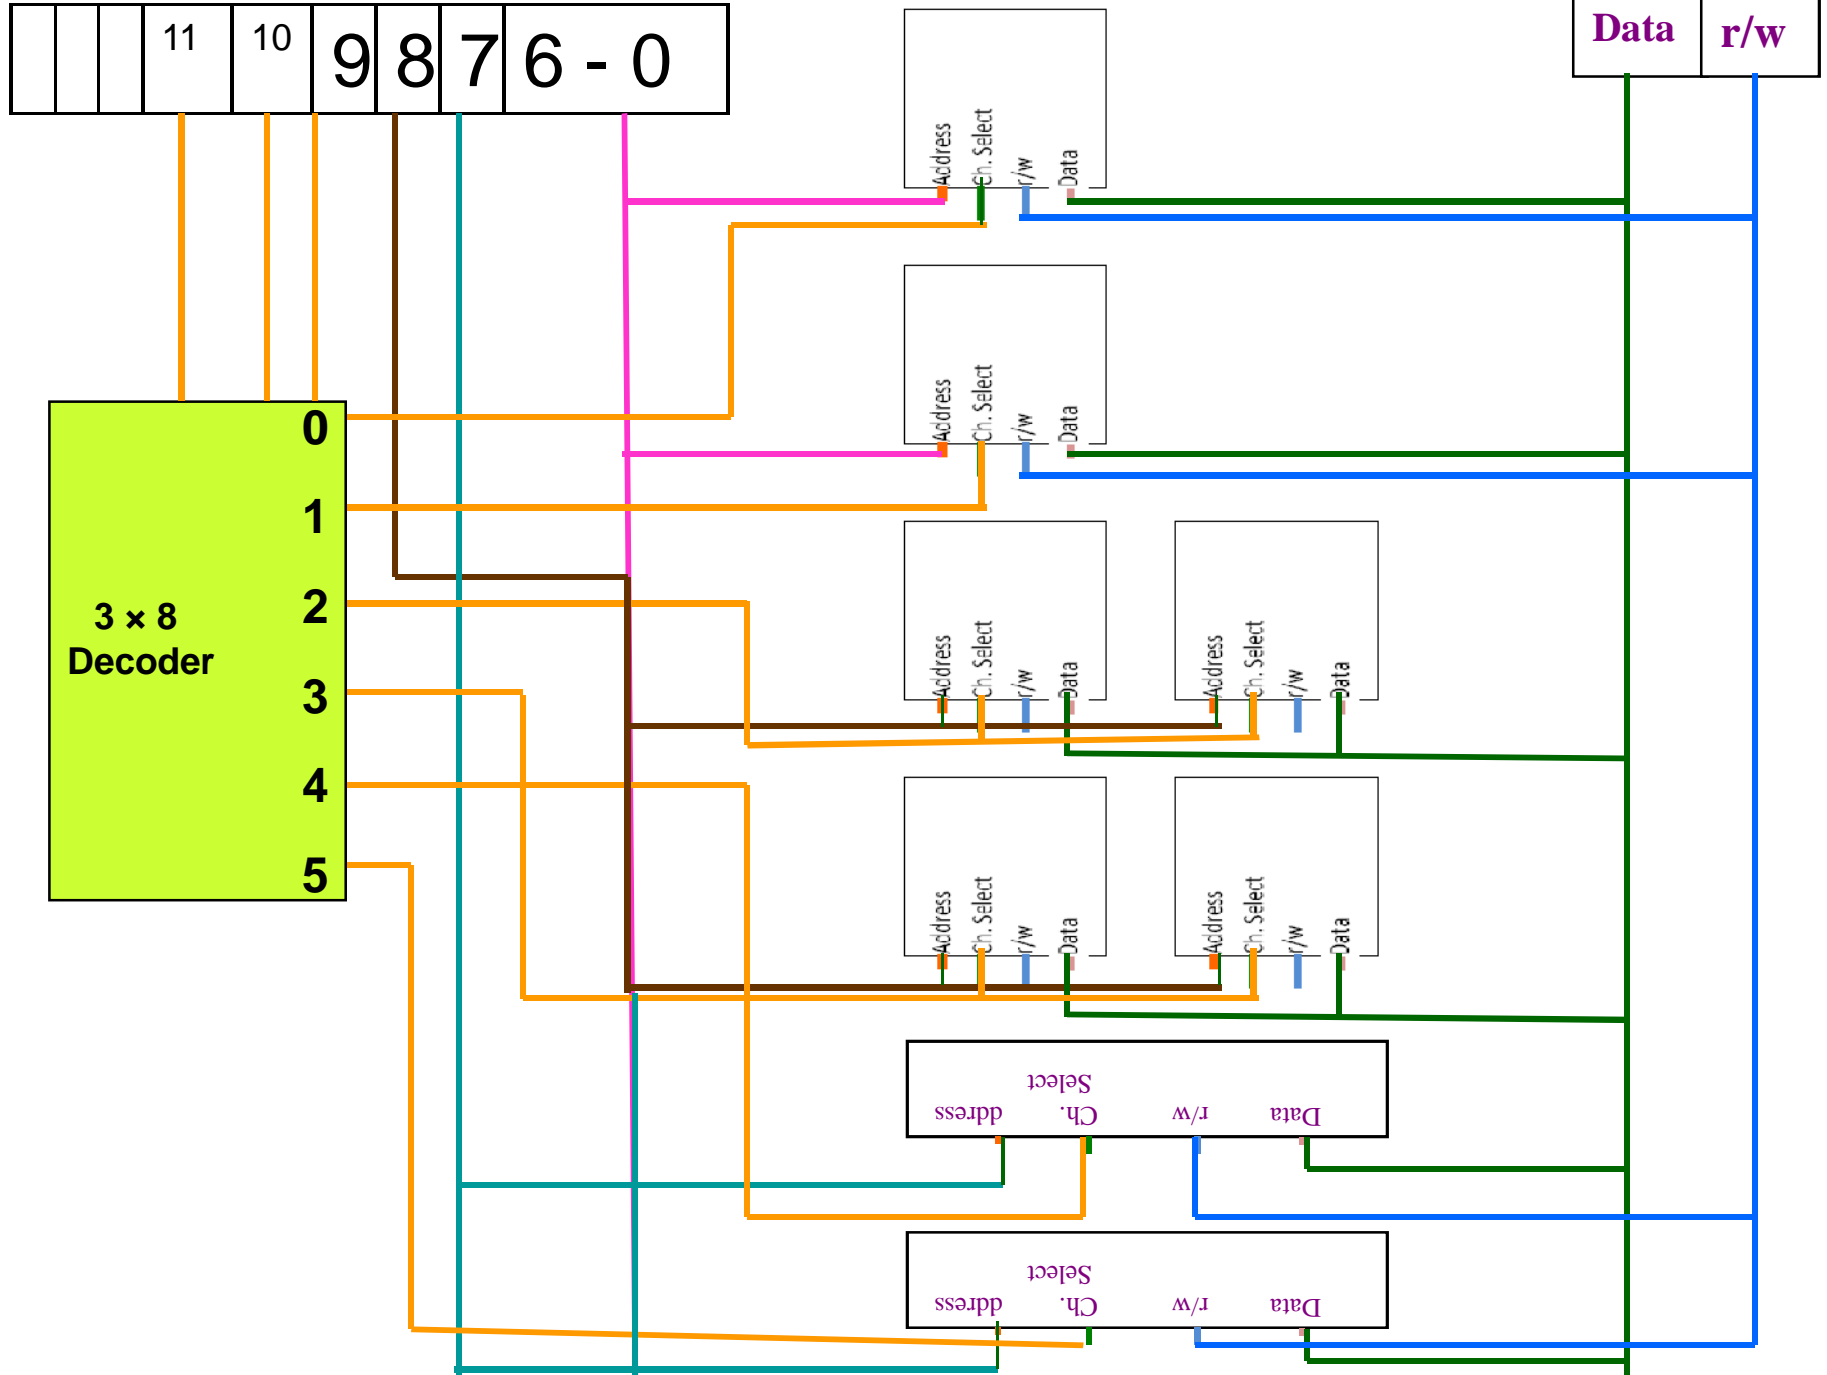 11 10 9 8 7 6 - 0
Data r/w
Address Ch. Select r/w Data
Address Ch. Select r/w Data
0
1
2
3
4
5
3 × 8
Decoder
Address Ch. Select r/w Data
Address Ch. Select r/w Data
Address Ch. Select r/w Data
Address Ch. Select r/w Data
ddress Ch. Select r/w Data
ddress Ch. Select r/w Data